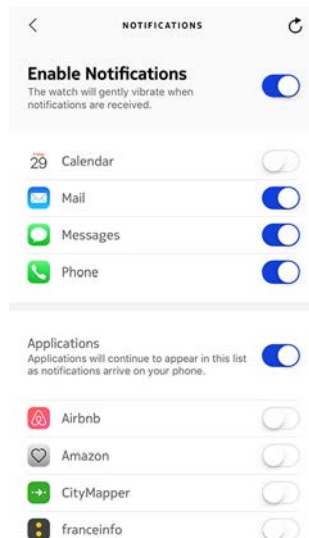 NOTIFICATIONS
Enable Notifications
The watch will gently vibrate when
notifications are received.
29 Calendar
Mail
Messages
Phone
Applications
Applications will continue to appear in this list
as notifications arrive on your phone.
Airbnb
Amazon
CityMapper
franceinfo